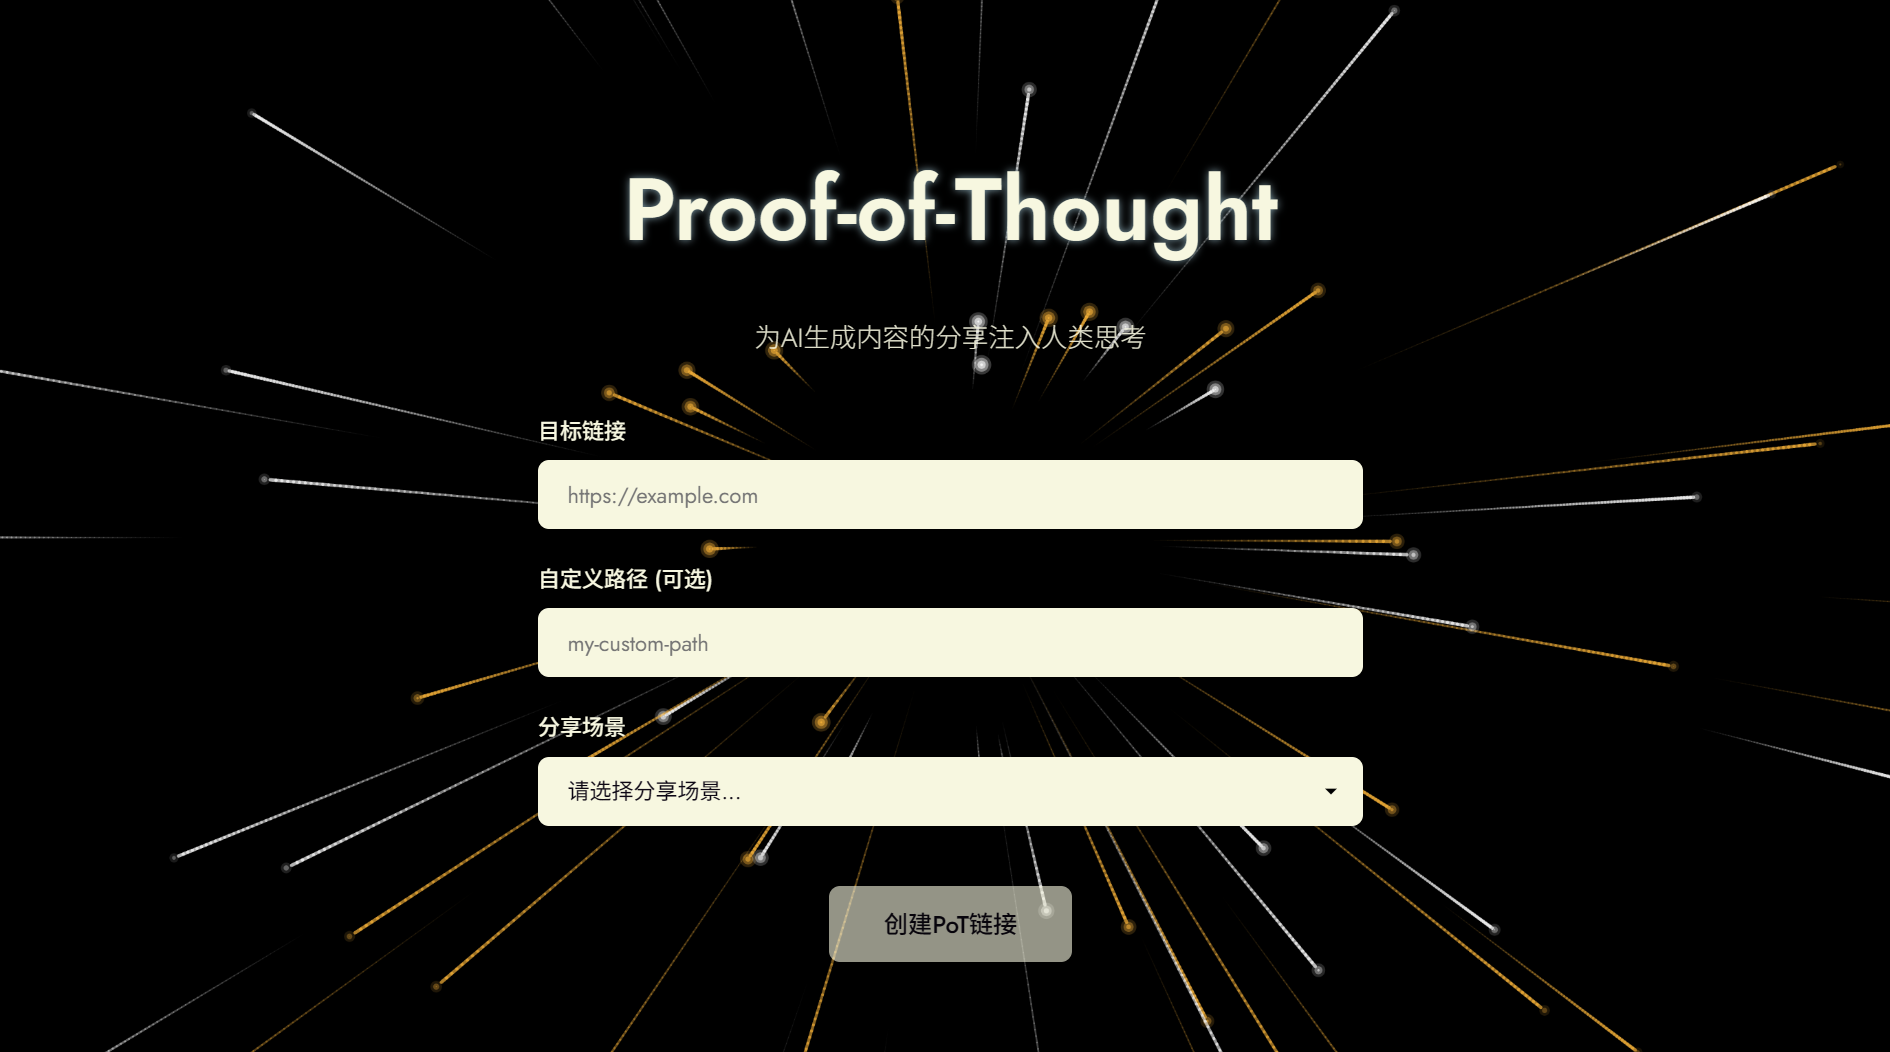 Proof-of-Thought
为AI生成内容的分享注入人类思考
目标链接
https://example.com
自定义路径 (可选)
my-custom-path
分享场景
请选择分享场景...
创建PoT链接